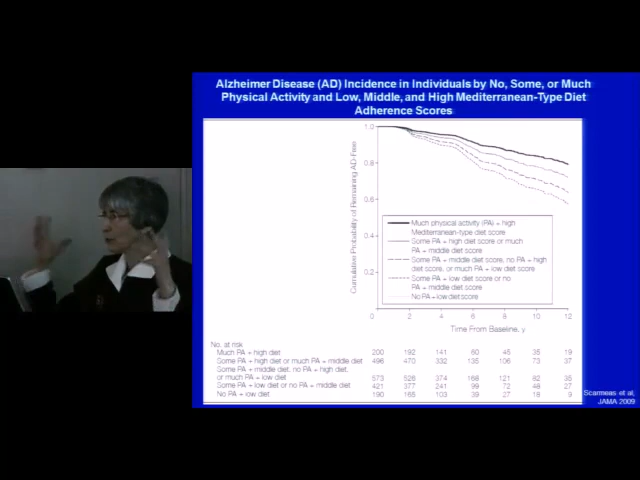 Alzheimer Disease (AD) Incidence in Individuals by No, Some, or Much
Physical Activity and Low, Middle, and High Mediterranean-Type Diet
Adherence Scores
Cumulative Probability of Remaining AD-Free
1.0
0.8
0.6
0.4
0.2
0 2 4 6 8 10 12
Time From Baseline, y
Much physical activity (PA) + high
Mediterranean-type diet score
Some PA + high diet score or much
PA + middle diet score
Some PA + middle diet score, no PA + high
diet score, or much PA + low diet score
Some PA + low diet score or no
PA + middle diet score
No PA + low diet score
No. at risk
Much PA + high diet 200 192 141 60 45 35 19
Some PA + high diet or much PA + middle diet 496 470 332 135 106 73 37
Some PA + middle diet, no PA + high diet,
or much PA + low diet 573 526 374 168 121 82 35
Some PA + low diet or no PA + middle diet 421 377 241 99 72 48 27
No PA + low diet 190 165 103 39 27 18 9
Scarmeas et al,
JAMA 2009